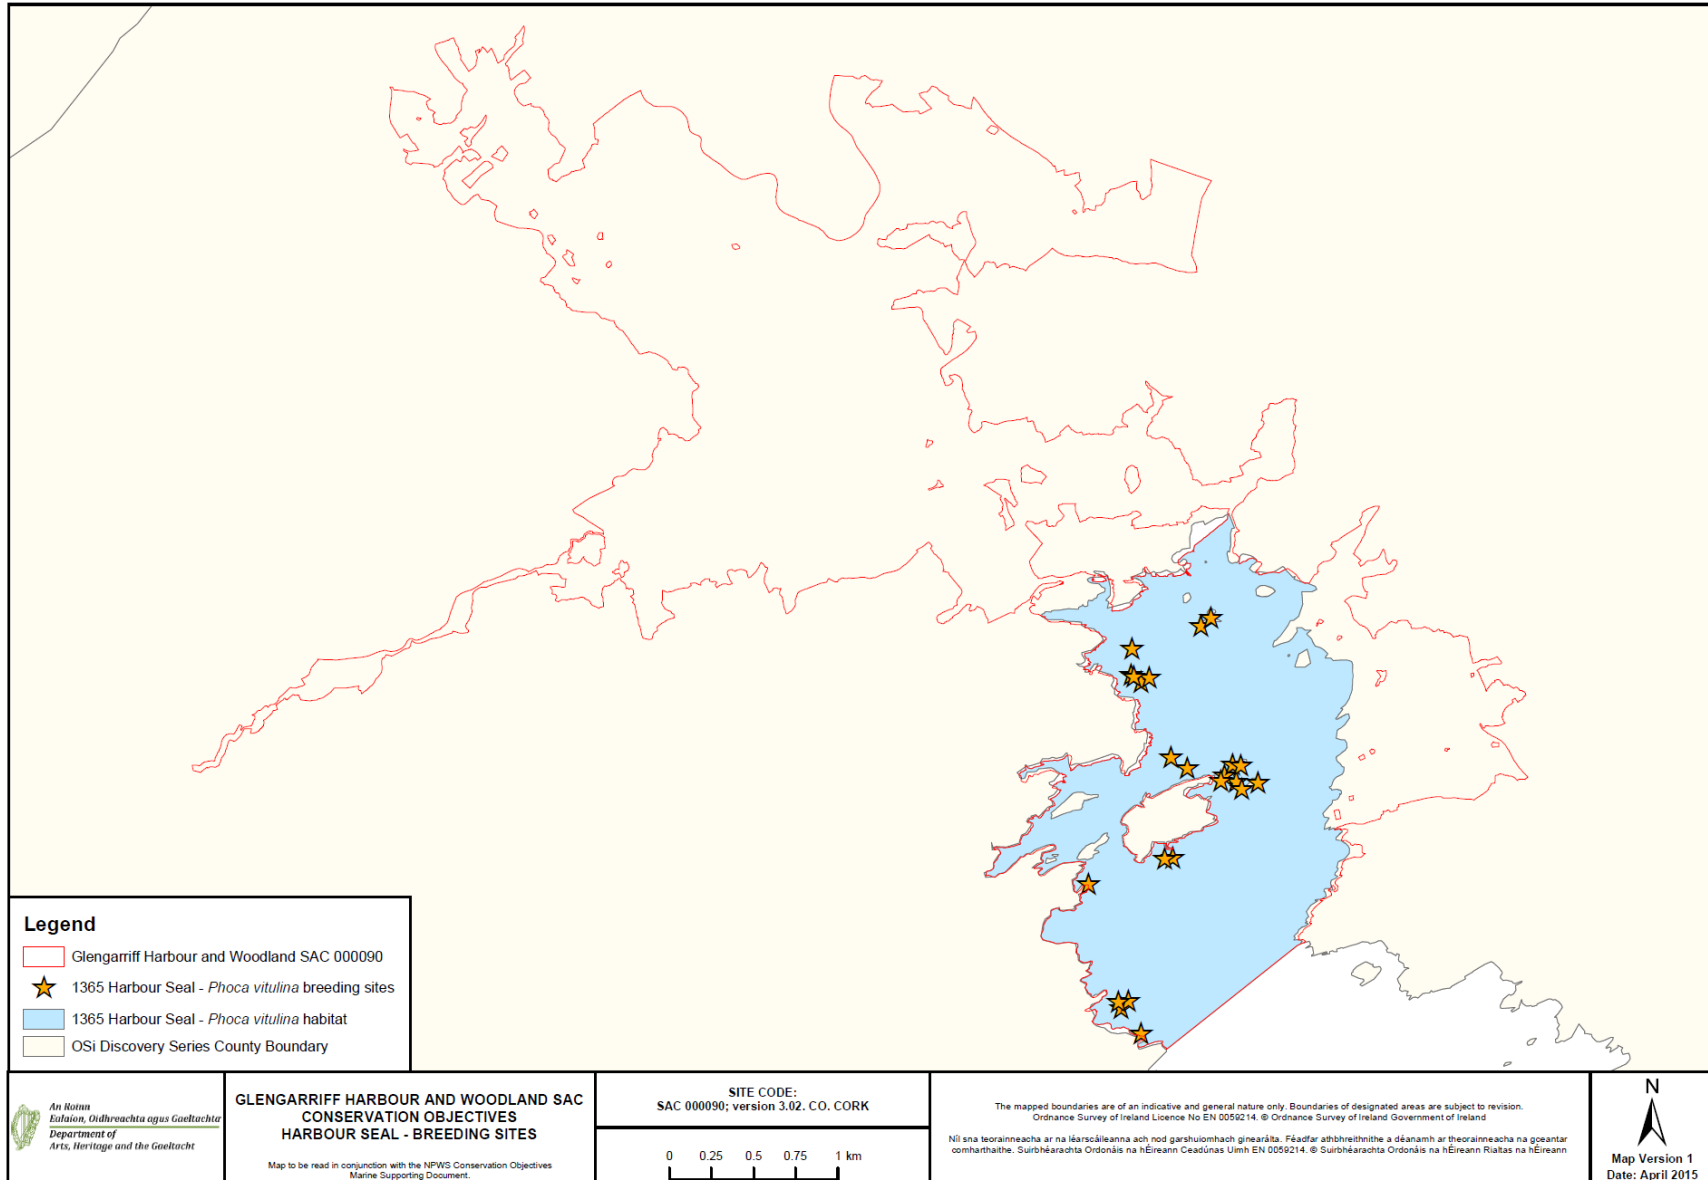 Legend
Glengarriff Harbour and Woodland SAC 000090
1365 Harbour Seal - Phoca vitulina breeding sites
1365 Harbour Seal - Phoca vitulina habitat
OSi Discovery Series County Boundary
An Roinn
Ealaíon, Oidhreachta agus Gaeltachta
Department of
Arts, Heritage and the Gaeltacht
GLENGARRIFF HARBOUR AND WOODLAND SAC
CONSERVATION OBJECTIVES
HARBOUR SEAL - BREEDING SITES
Map to be read in conjunction with the NPWS Conservation Objectives
Marine Supporting Document.
SITE CODE:
SAC 000090; version 3.02. CO. CORK
0 0.25 0.5 0.75 1 km
The mapped boundaries are of an indicative and general nature only. Boundaries of designated areas are subject to revision.
Ordnance Survey of Ireland Licence No EN 0059214. © Ordnance Survey of Ireland Government of Ireland
Níl sna teorainneacha ar na léarscáileanna ach nod garshuiomhach ginearálta. Féadfar athbhreithnithe a déanamh ar theorainneacha na gceantar
comharthaithe. Suirbhéarachta Ordonáis na hÉireann Ceadúnas Uimh EN 0059214. © Suirbhéarachta Ordonáis na hÉireann Rialtas na hÉireann
N
Map Version 1
Date: April 2015